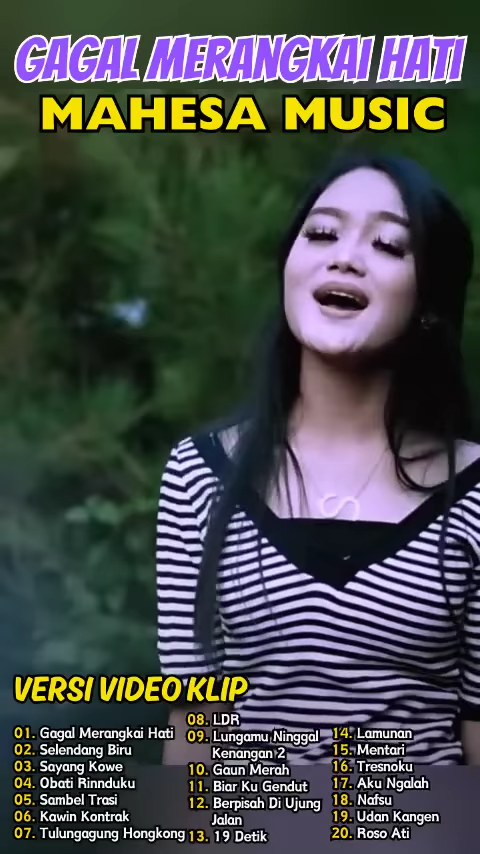 GAGAL MERANGKAI HATI
MAHESA MUSIC
VERSI VIDEO KLIP
01. Gagal Merangkai Hati
02. Selendang Biru
03. Sayang Kowe
04. Obati Rinnduku
05. Sambel Trasi
06. Kawin Kontrak
07. Tulungagung Hongkong
08. LDR
09. Lungamu Ninggal
Kenangan 2
10. Gaun Merah
11. Biar Ku Gendut
12. Berpisah Di Ujung
Jalan
13. 19 Detik
14. Lamunan
15. Mentari
16. Tresnoku
17. Aku Ngalah
18. Nafsu
19. Udan Kangen
20. Roso Ati